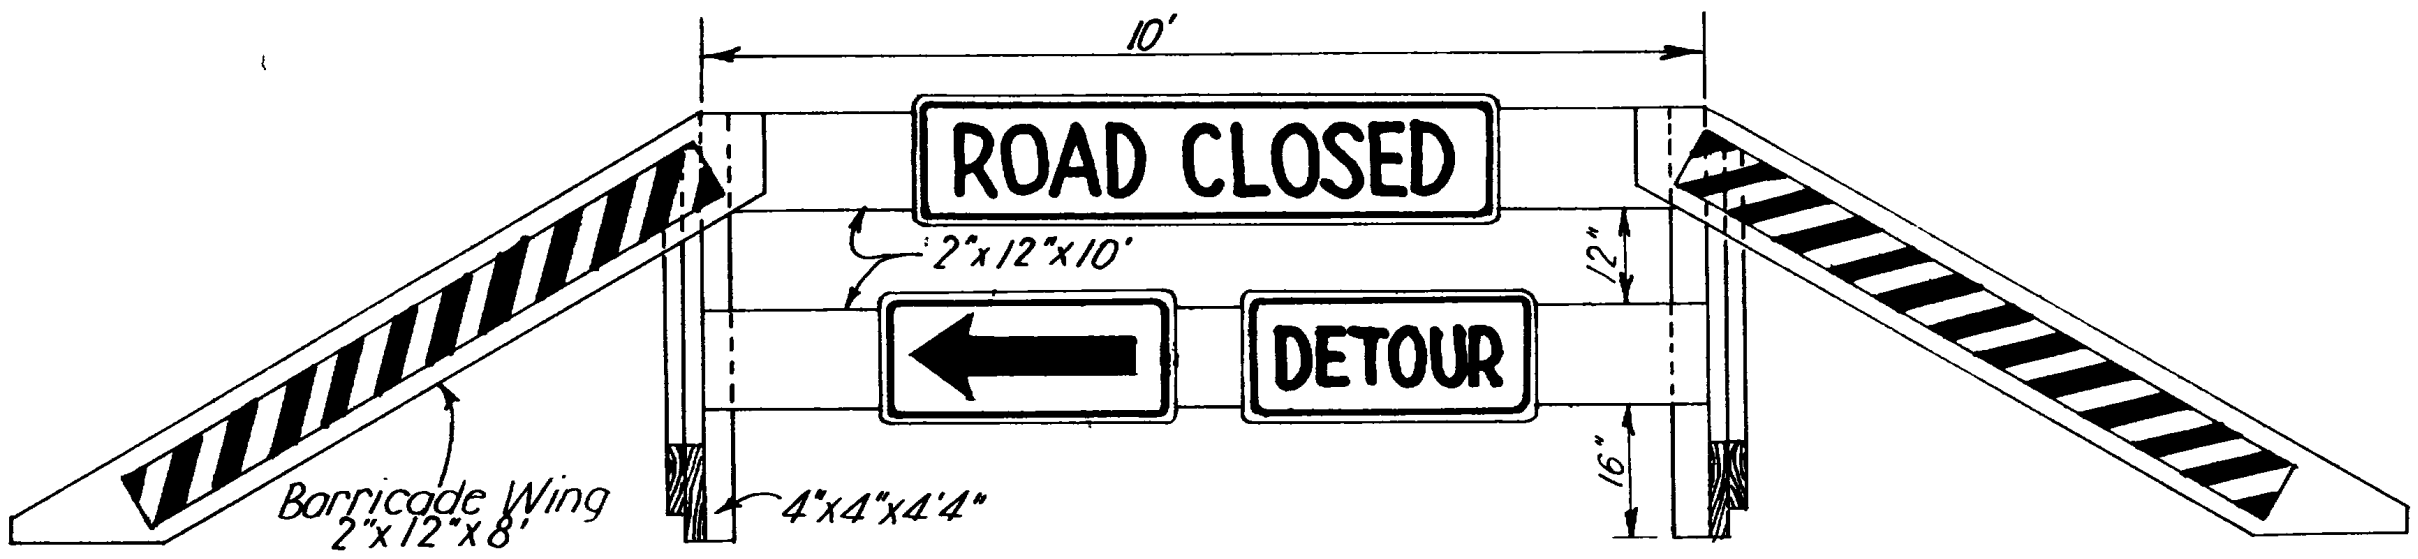 10'
ROAD CLOSED
2"x12"x10'
12"
DETOUR
16"
Barricade Wing
2"x12"x8'
4"x4"x4'4"